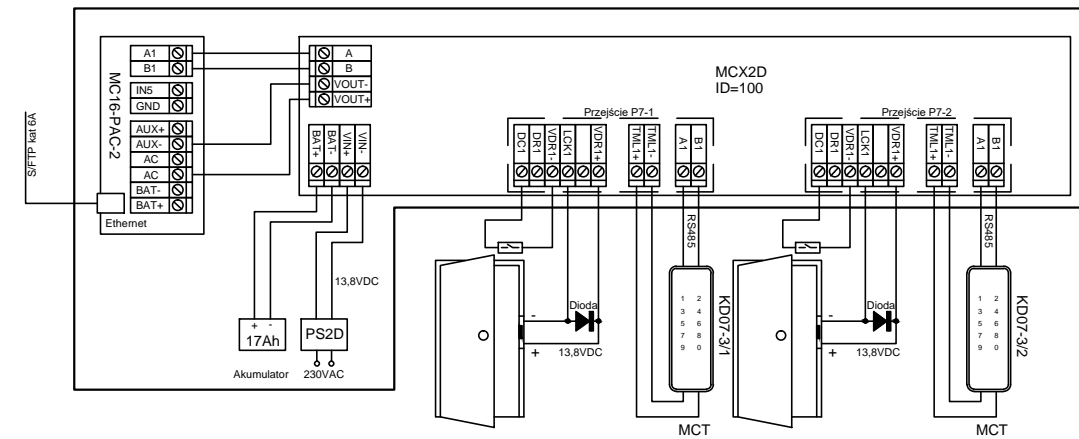 S/FTP kat 6A
MC16-PAC-2
A1
B1
IN5
GND
AUX+
AUX-
AC
AC
BAT-
BAT+
Ethernet
A
B
VOUT-
VOUT+
BAT+
BAT-
VIN+
VIN-
13,8VDC
+ -
17Ah
Akumulator
PS2D
230VAC
MCX2D
ID=100
Przejście P7-1
DC1
DR1
VDR1-
LCK1
VDR1+
TML1+
TML1-
A1
B1
RS485
Dioda
-
+
13,8VDC
1 2
3 4
5 6
7 8
9 0
KD07-3/1
MCT
Przejście P7-2
DC1
DR1
VDR1-
LCK1
VDR1+
TML1+
TML1-
A1
B1
RS485
Dioda
-
+
13,8VDC
1 2
3 4
5 6
7 8
9 0
KD07-3/2
MCT